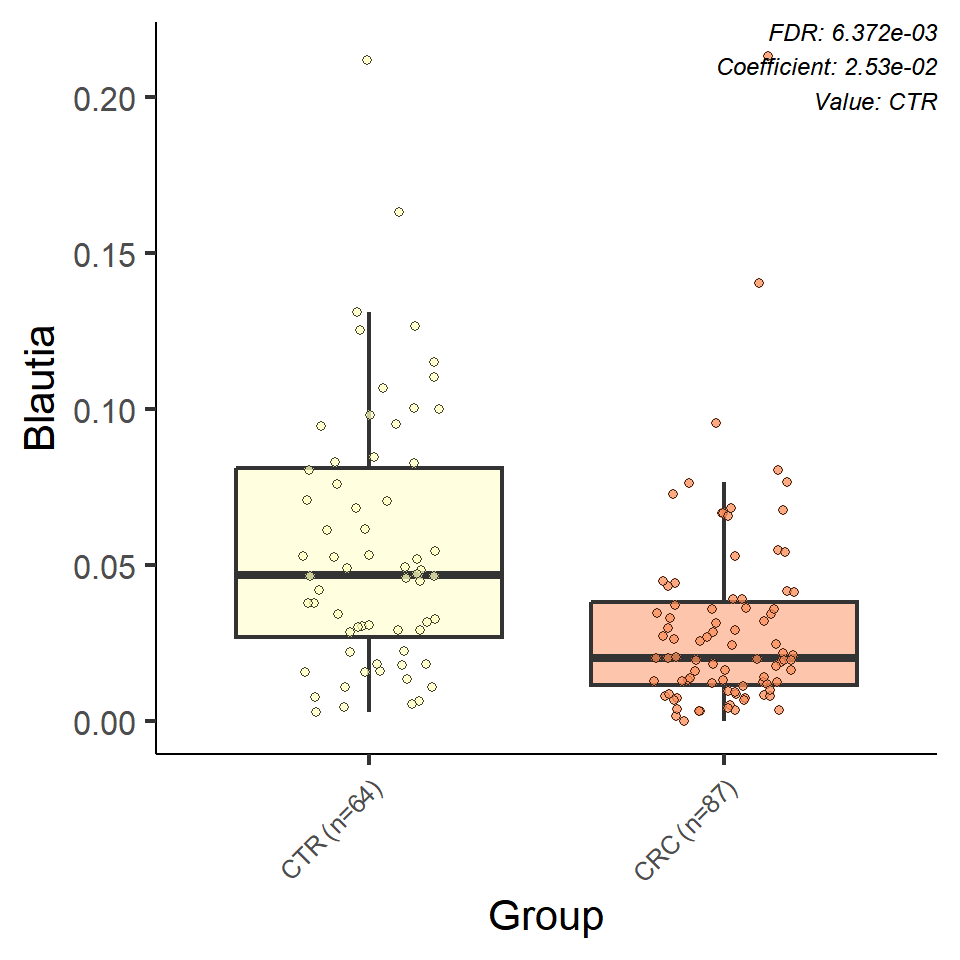 FDR: 6.372e-03
Coefficient: 2.53e-02
Value: CTR
0.20
0.15
0.10
0.05
0.00
Blautia
CTR (n=64)
CRC (n=87)
Group